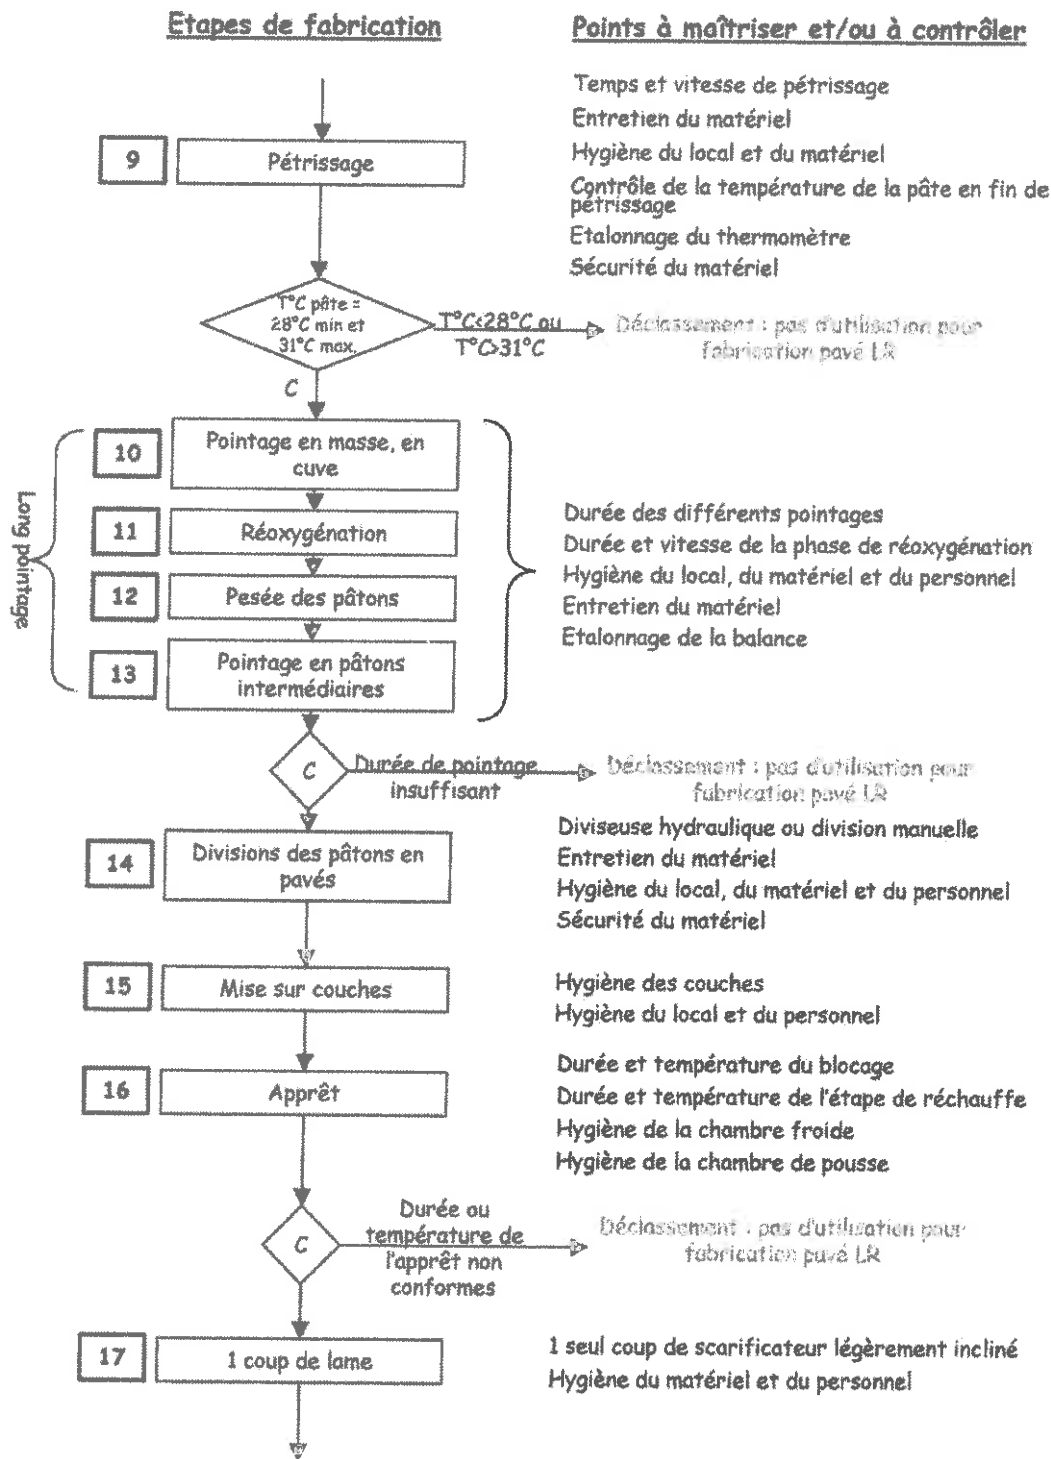 Etapes de fabrication
Points à maîtriser et/ou à contrôler
Temps et vitesse de pétrissage
Entretien du matériel
9
Pétrissage
Hygiène du local et du matériel
Contrôle de la température de la pâte en fin de
pétrissage
Etalonnage du thermomètre
Sécurité du matériel
T°C pâte =
28°C min et
31°C max.
T°C<28°C ou
T°C>31°C
Déclassement : pas d'utilisation pour
fabrication pavé LR
C
Long pointage
10
Pointage en masse, en
cuve
11
Réoxygénation
12
Pesée des pâtons
13
Pointage en pâtons
intermédiaires
Durée des différents pointages
Durée et vitesse de la phase de réoxygénation
Hygiène du local, du matériel et du personnel
Entretien du matériel
Etalonnage de la balance
C
Durée de pointage
insuffisant
Déclassement : pas d'utilisation pour
fabrication pavé LR
14
Divisions des pâtons en
pavés
Diviseuse hydraulique ou division manuelle
Entretien du matériel
Hygiène du local, du matériel et du personnel
Sécurité du matériel
15
Mise sur couches
Hygiène des couches
Hygiène du local et du personnel
16
Apprêt
Durée et température du blocage
Durée et température de l'étape de réchauffe
Hygiène de la chambre froide
Hygiène de la chambre de pousse
C
Durée ou
température de
l'apprêt non
conformes
Déclassement : pas d'utilisation pour
fabrication pavé LR
17
1 coup de lame
1 seul coup de scarificateur légèrement incliné
Hygiène du matériel et du personnel